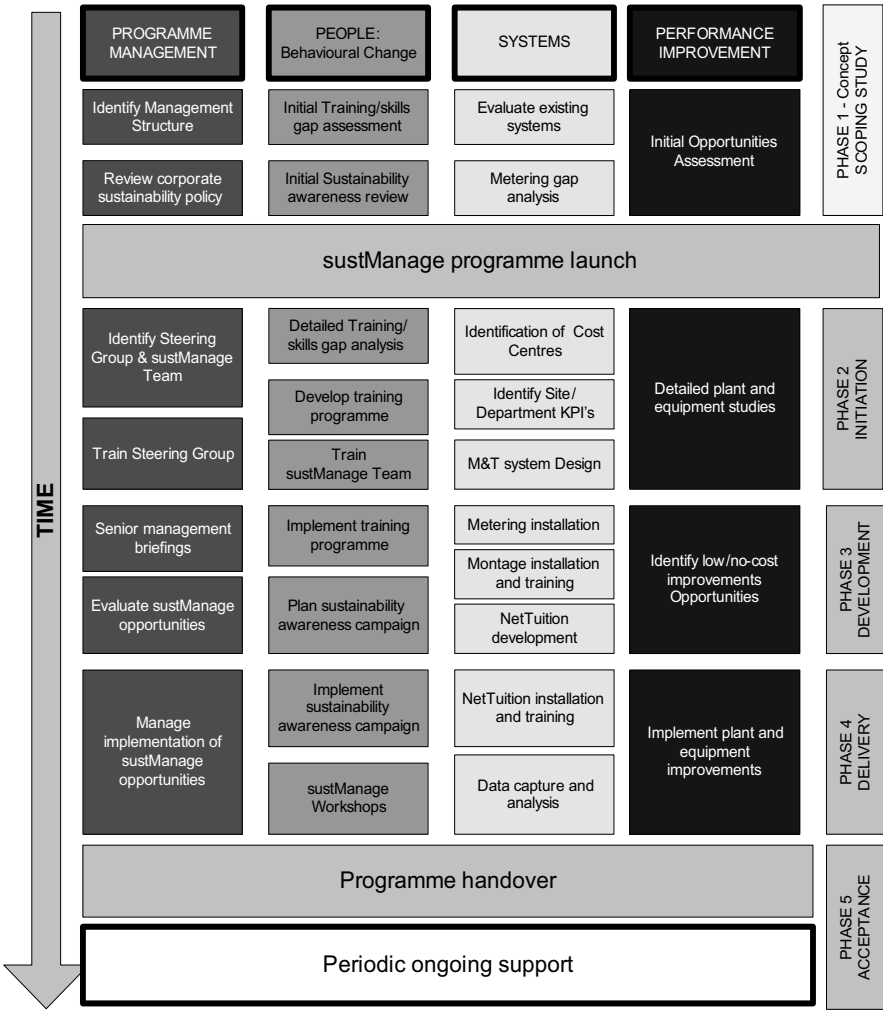 PROGRAMME
MANAGEMENT
PEOPLE:
Behavioural Change
SYSTEMS
PERFORMANCE
IMPROVEMENT
Identify Management
Structure
Initial Training/skills
gap assessment
Evaluate existing
systems
Initial Opportunities
Assessment
PHASE 1 - Concept
SCOPING STUDY
Review corporate
sustainability policy
Initial Sustainability
awareness review
Metering gap
analysis
sustManage programme launch
Identify Steering
Group & sustManage
Team
Detailed Training/
skills gap analysis
Identification of Cost
Centres
Detailed plant and
equipment studies
PHASE 2
INITIATION
Develop training
programme
Identify Site/
Department KPI's
Train Steering Group
Train
sustManage Team
M&T system Design
TIME
Senior management
briefings
Implement training
programme
Metering installation
Identify low/no-cost
improvements
Opportunities
PHASE 3
DEVELOPMENT
Montage installation
and training
Evaluate sustManage
opportunities
Plan sustainability
awareness campaign
NetTuition
development
Manage
implementation of
sustManage
opportunities
Implement
sustainability
awareness campaign
NetTuition installation
and training
Implement plant and
equipment
improvements
PHASE 4
DELIVERY
sustManage
Workshops
Data capture and
analysis
Programme handover
PHASE 5
ACCEPTANCE
Periodic ongoing support